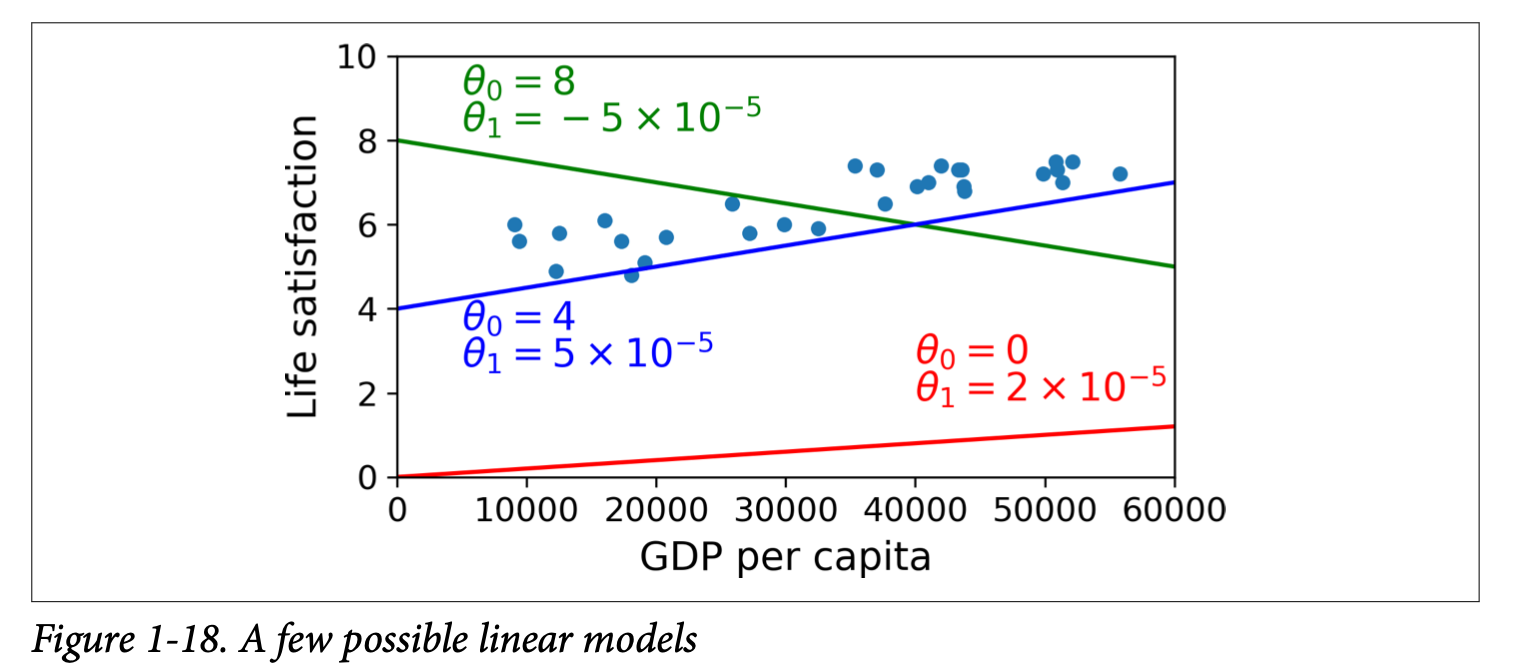 10
θ₀ = 8
θ₁ = − 5 × 10⁻⁵
8
6
Life satisfaction
4
θ₀ = 4
θ₁ = 5 × 10⁻⁵
θ₀ = 0
θ₁ = 2 × 10⁻⁵
2
0
0 10000 20000 30000 40000 50000 60000
GDP per capita
Figure 1-18. A few possible linear models